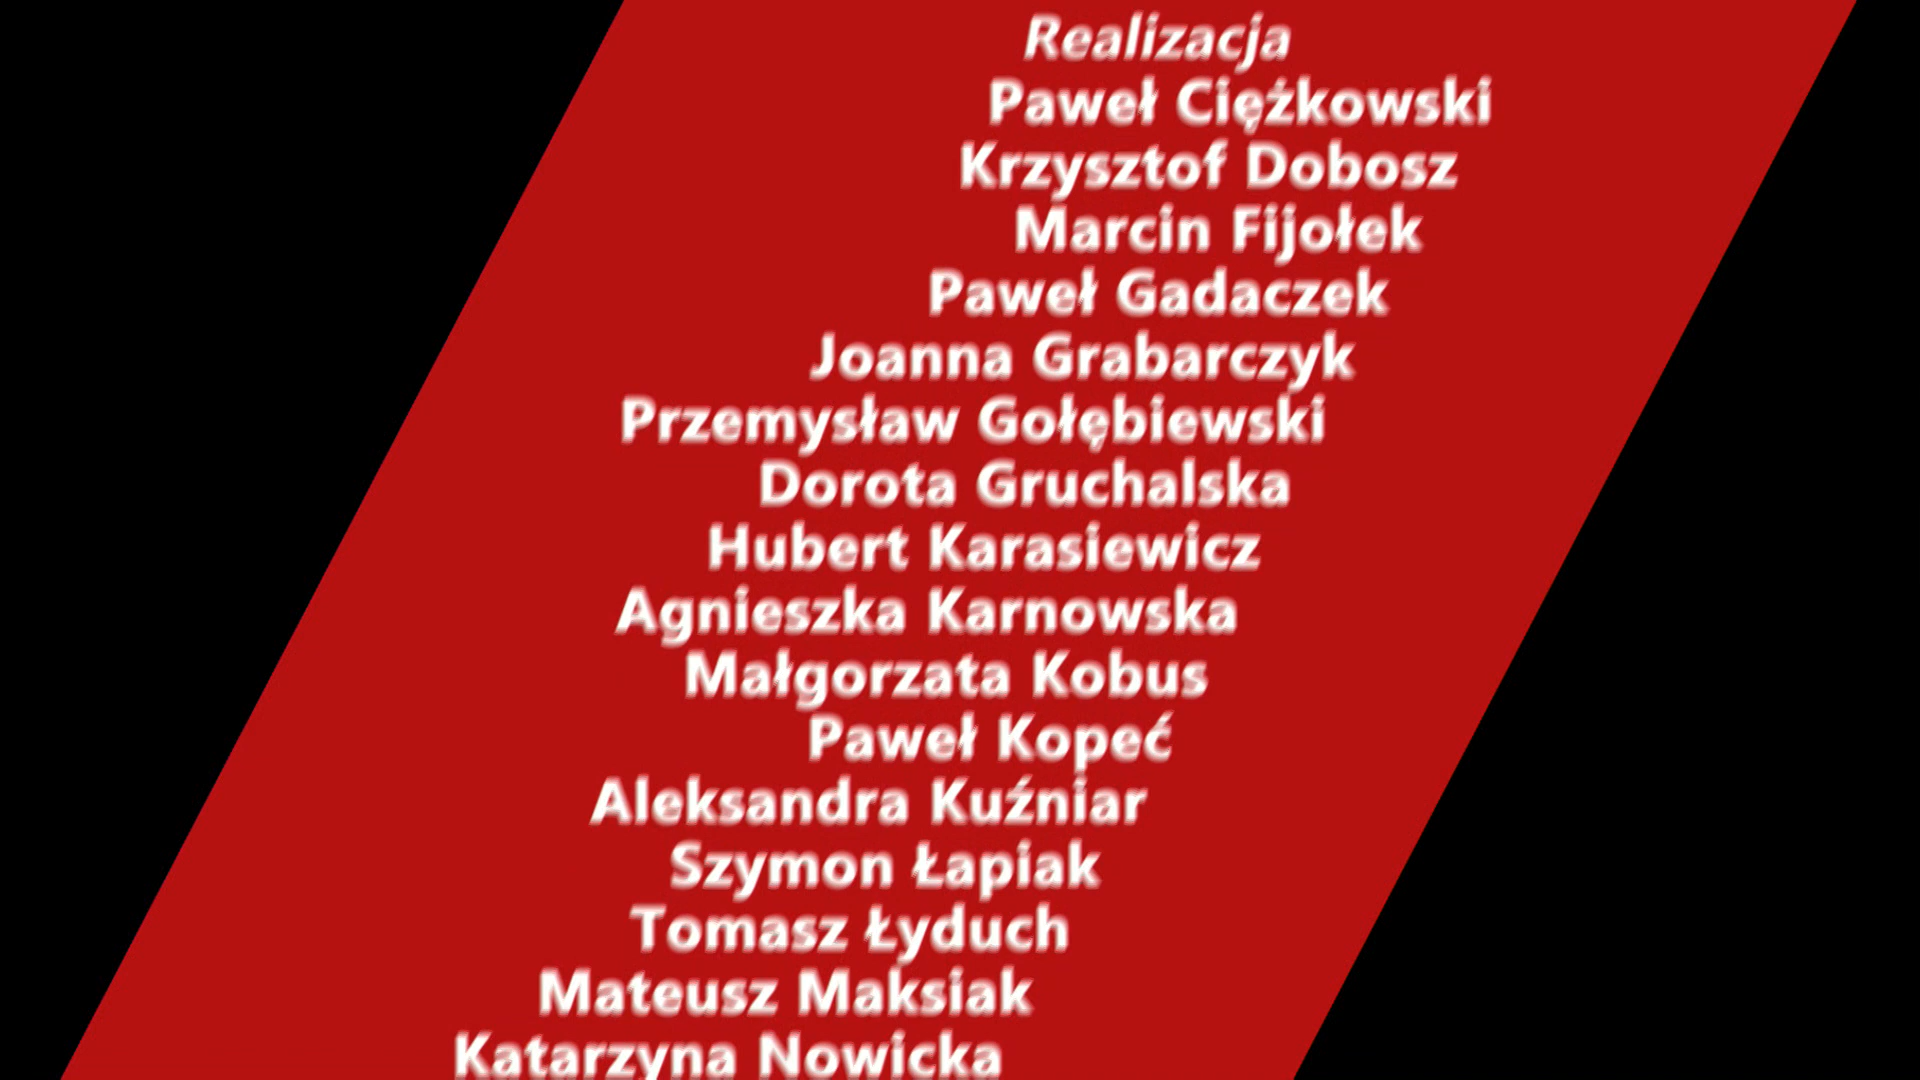 Realizacja
Paweł Ciężkowski
Krzysztof Dobosz
Marcin Fijołek
Paweł Gadaczek
Joanna Grabarczyk
Przemysław Gołębiewski
Dorota Gruchalska
Hubert Karasiewicz
Agnieszka Karnowska
Małgorzata Kobus
Paweł Kopeć
Aleksandra Kuźniar
Szymon Łapiak
Tomasz Łyduch
Mateusz Maksiak
Katarzyna Nowicka